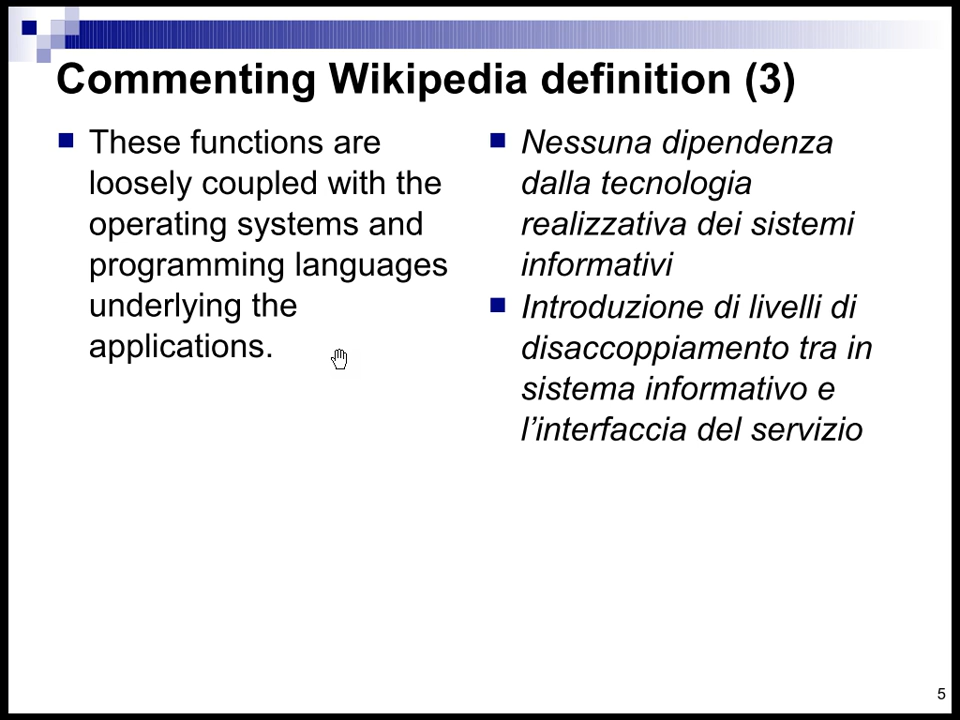 Commenting Wikipedia definition (3)
These functions are
loosely coupled with the
operating systems and
programming languages
underlying the
applications.
Nessuna dipendenza
dalla tecnologia
realizzativa dei sistemi
informativi
Introduzione di livelli di
disaccoppiamento tra in
sistema informativo e
l’interfaccia del servizio
5